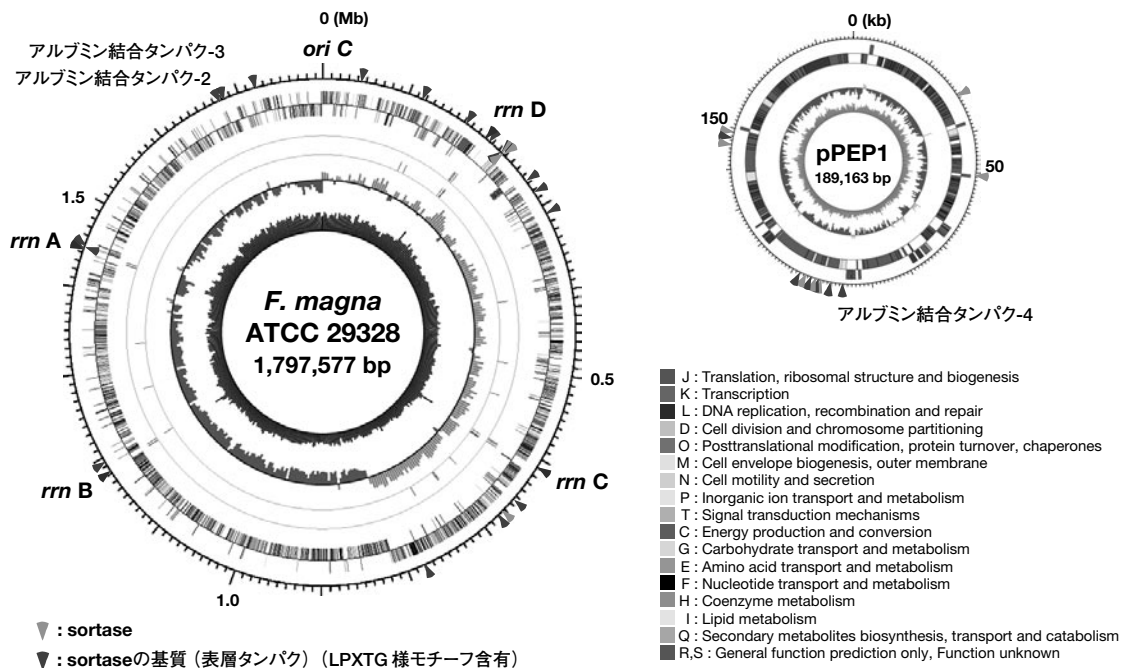 0 (Mb)
アルブミン結合タンパク-3
アルブミン結合タンパク-2
ori C
rrn D
1.5
rrn A
F. magna
ATCC 29328
1,797,577 bp
0.5
rrn B
rrn C
1.0
: sortase
: sortaseの基質（表層タンパク）（LPXTG 様モチーフ含有）
0 (kb)
150
50
pPEP1
189,163 bp
アルブミン結合タンパク-4
J : Translation, ribosomal structure and biogenesis
K : Transcription
L : DNA replication, recombination and repair
D : Cell division and chromosome partitioning
O : Posttranslational modification, protein turnover, chaperones
M : Cell envelope biogenesis, outer membrane
N : Cell motility and secretion
P : Inorganic ion transport and metabolism
T : Signal transduction mechanisms
C : Energy production and conversion
G : Carbohydrate transport and metabolism
E : Amino acid transport and metabolism
F : Nucleotide transport and metabolism
H : Coenzyme metabolism
I : Lipid metabolism
Q : Secondary metabolites biosynthesis, transport and catabolism
R,S : General function prediction only, Function unknown